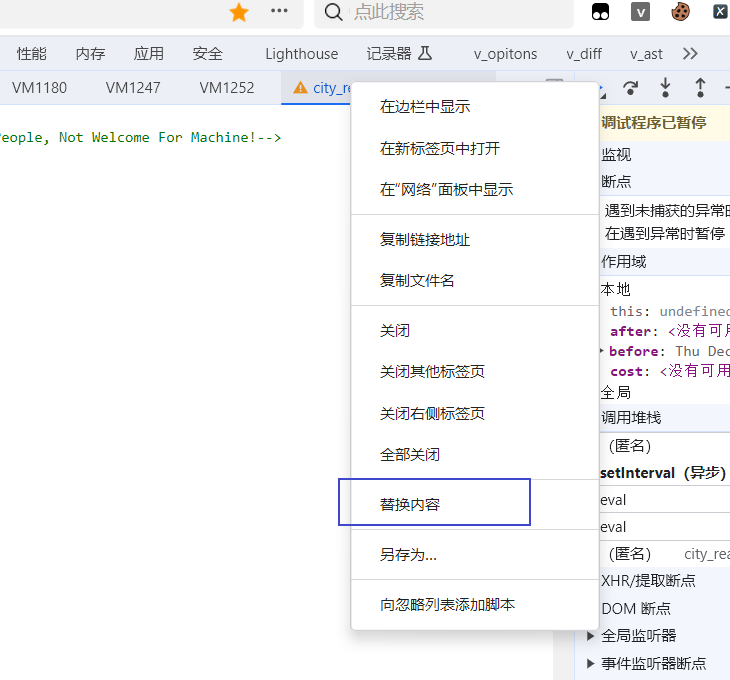 点此搜索
性能 内存 应用 安全 Lighthouse 记录器 v_opitons v_diff v_ast
VM1180 VM1247 VM1252 city_re
eople, Not Welcome For Machine!-->
在边栏中显示
在新标签页中打开
在“网络”面板中显示
复制链接地址
复制文件名
关闭
关闭其他标签页
关闭右侧标签页
全部关闭
替换内容
另存为...
向忽略列表添加脚本
调试程序已暂停
监视
断点
遇到未捕获的异常时
在遇到异常时暂停
作用域
本地
this: undefined
after: <没有可用
before: Thu Dec
cost: <没有可用
全局
调用堆栈
(匿名)
setInterval (异步)
eval
eval
(匿名) city_rea
XHR/提取断点
DOM 断点
全局监听器
事件监听器断点